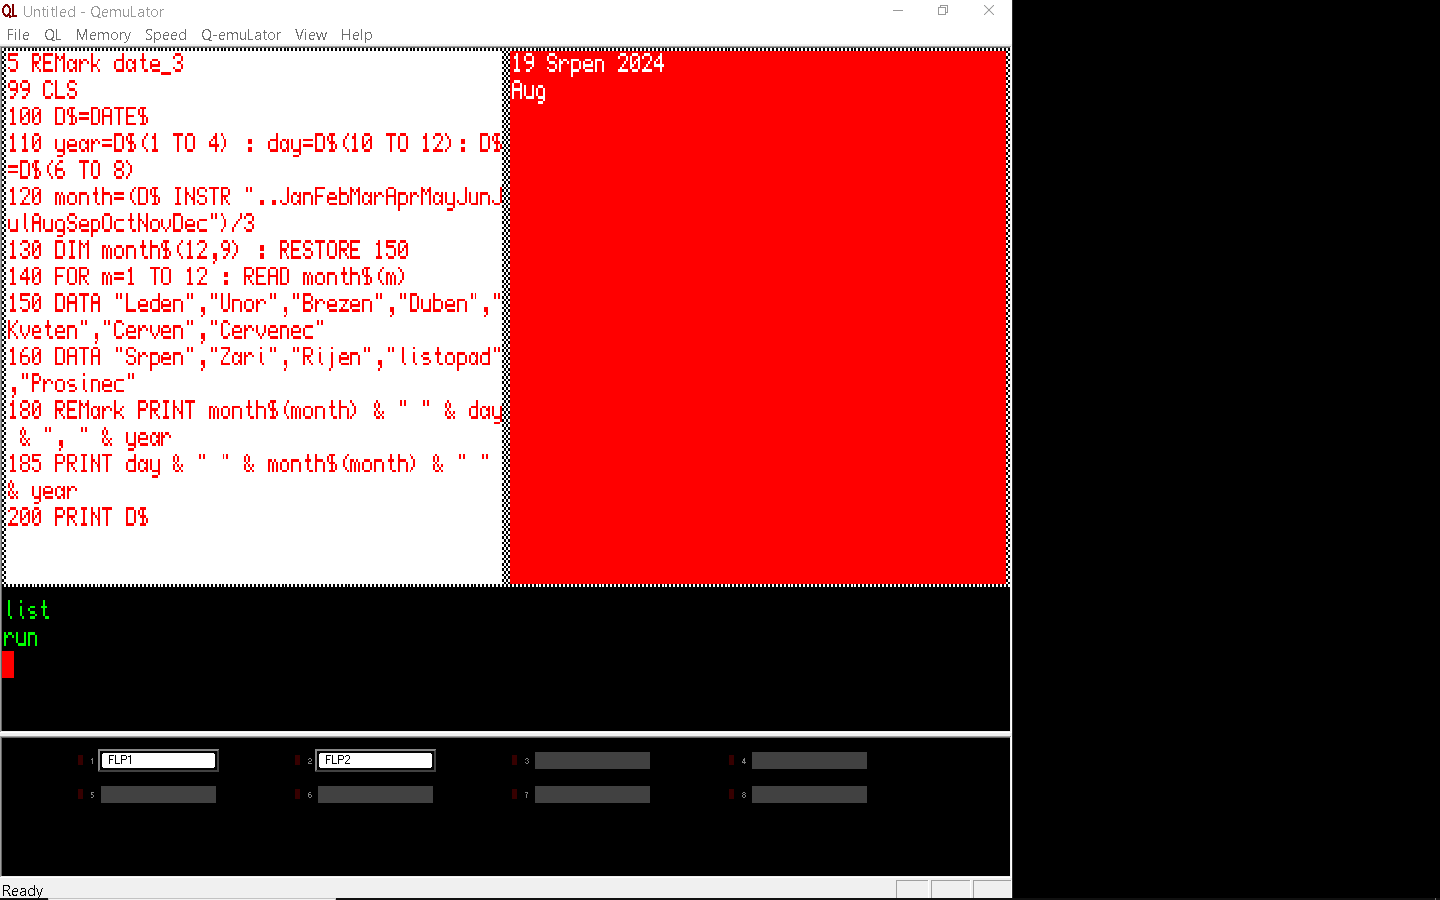 QL Untitled - QemuLator
File QL Memory Speed Q-emuLator View Help
5 REMark date_3
99 CLS
100 D$=DATE$
110 year=D$(1 TO 4) : day=D$(10 TO 12): D$
=D$(6 TO 8)
120 month=(D$ INSTR "..JanFebMarAprMayJunJ
ulAugSepOctNovDec")/3
130 DIM month$(12,9) : RESTORE 150
140 FOR m=1 TO 12 : READ month$(m)
150 DATA "Leden","Unor","Brezen","Duben","
Kveten","Cerven","Cervenec"
160 DATA "Srpen","Zari","Rijen","listopad"
,"Prosinec"
180 REMark PRINT month$(month) & " " & day
& ", " & year
185 PRINT day & " " & month$(month) & " "
& year
200 PRINT D$
19 Srpen 2024
Aug
list
run
1 FLP1 2 FLP2 3 4
5 6 7 8
Ready